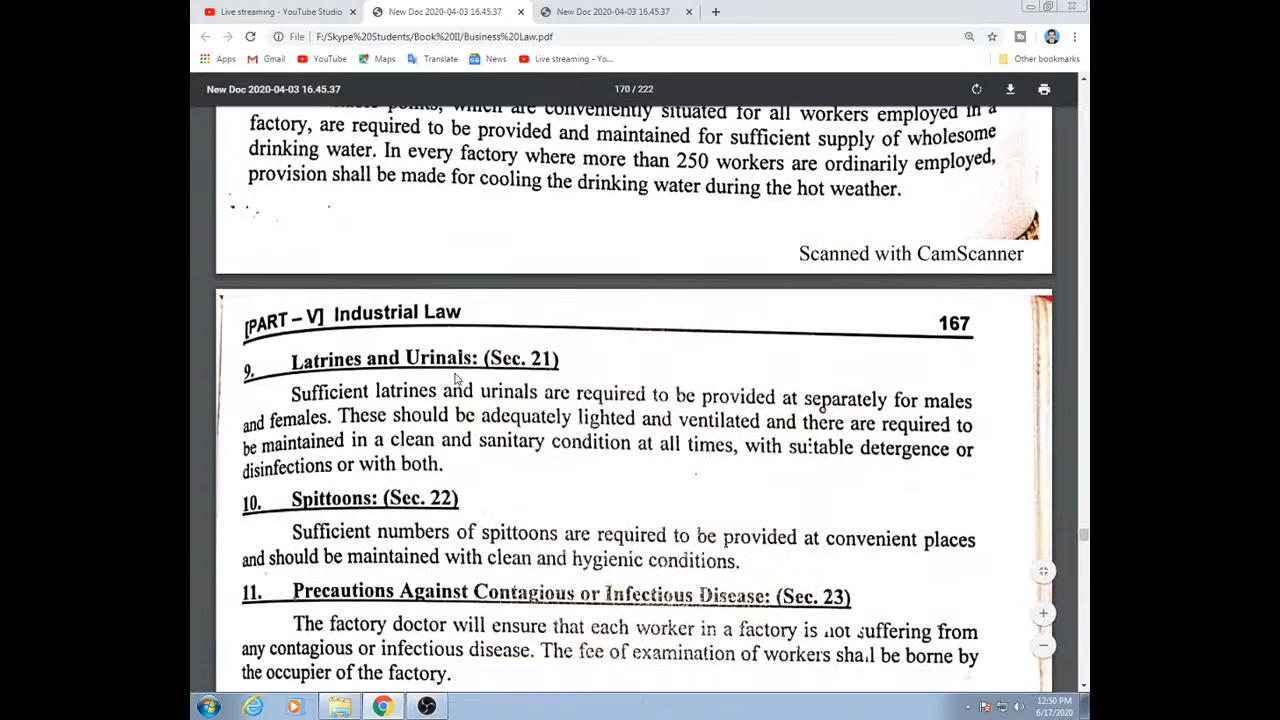 Live streaming - YouTube Studio
New Doc 2020-04-03 16.45.37
New Doc 2020-04-03 16.45.37
File
F:/Skype%20Students/Book%20II/Business%20Law.pdf
Apps Gmail YouTube Maps Translate News Live streaming - Yo... Other bookmarks
New Doc 2020-04-03 16.45.37 170 / 222
points, which are conveniently situated for all workers employed in a
factory, are required to be provided and maintained for sufficient supply of wholesome
drinking water. In every factory where more than 250 workers are ordinarily employed,
provision shall be made for cooling the drinking water during the hot weather.
Scanned with CamScanner
[PART – V] Industrial Law 167
9. Latrines and Urinals: (Sec. 21)
Sufficient latrines and urinals are required to be provided at separately for males
and females. These should be adequately lighted and ventilated and there are required to
be maintained in a clean and sanitary condition at all times, with suitable detergence or
disinfections or with both.
10. Spittoons: (Sec. 22)
Sufficient numbers of spittoons are required to be provided at convenient places
and should be maintained with clean and hygienic conditions.
11. Precautions Against Contagious or Infectious Disease: (Sec. 23)
The factory doctor will ensure that each worker in a factory is not suffering from
any contagious or infectious disease. The fee of examination of workers shall be borne by
the occupier of the factory.
12:50 PM
6/17/2020